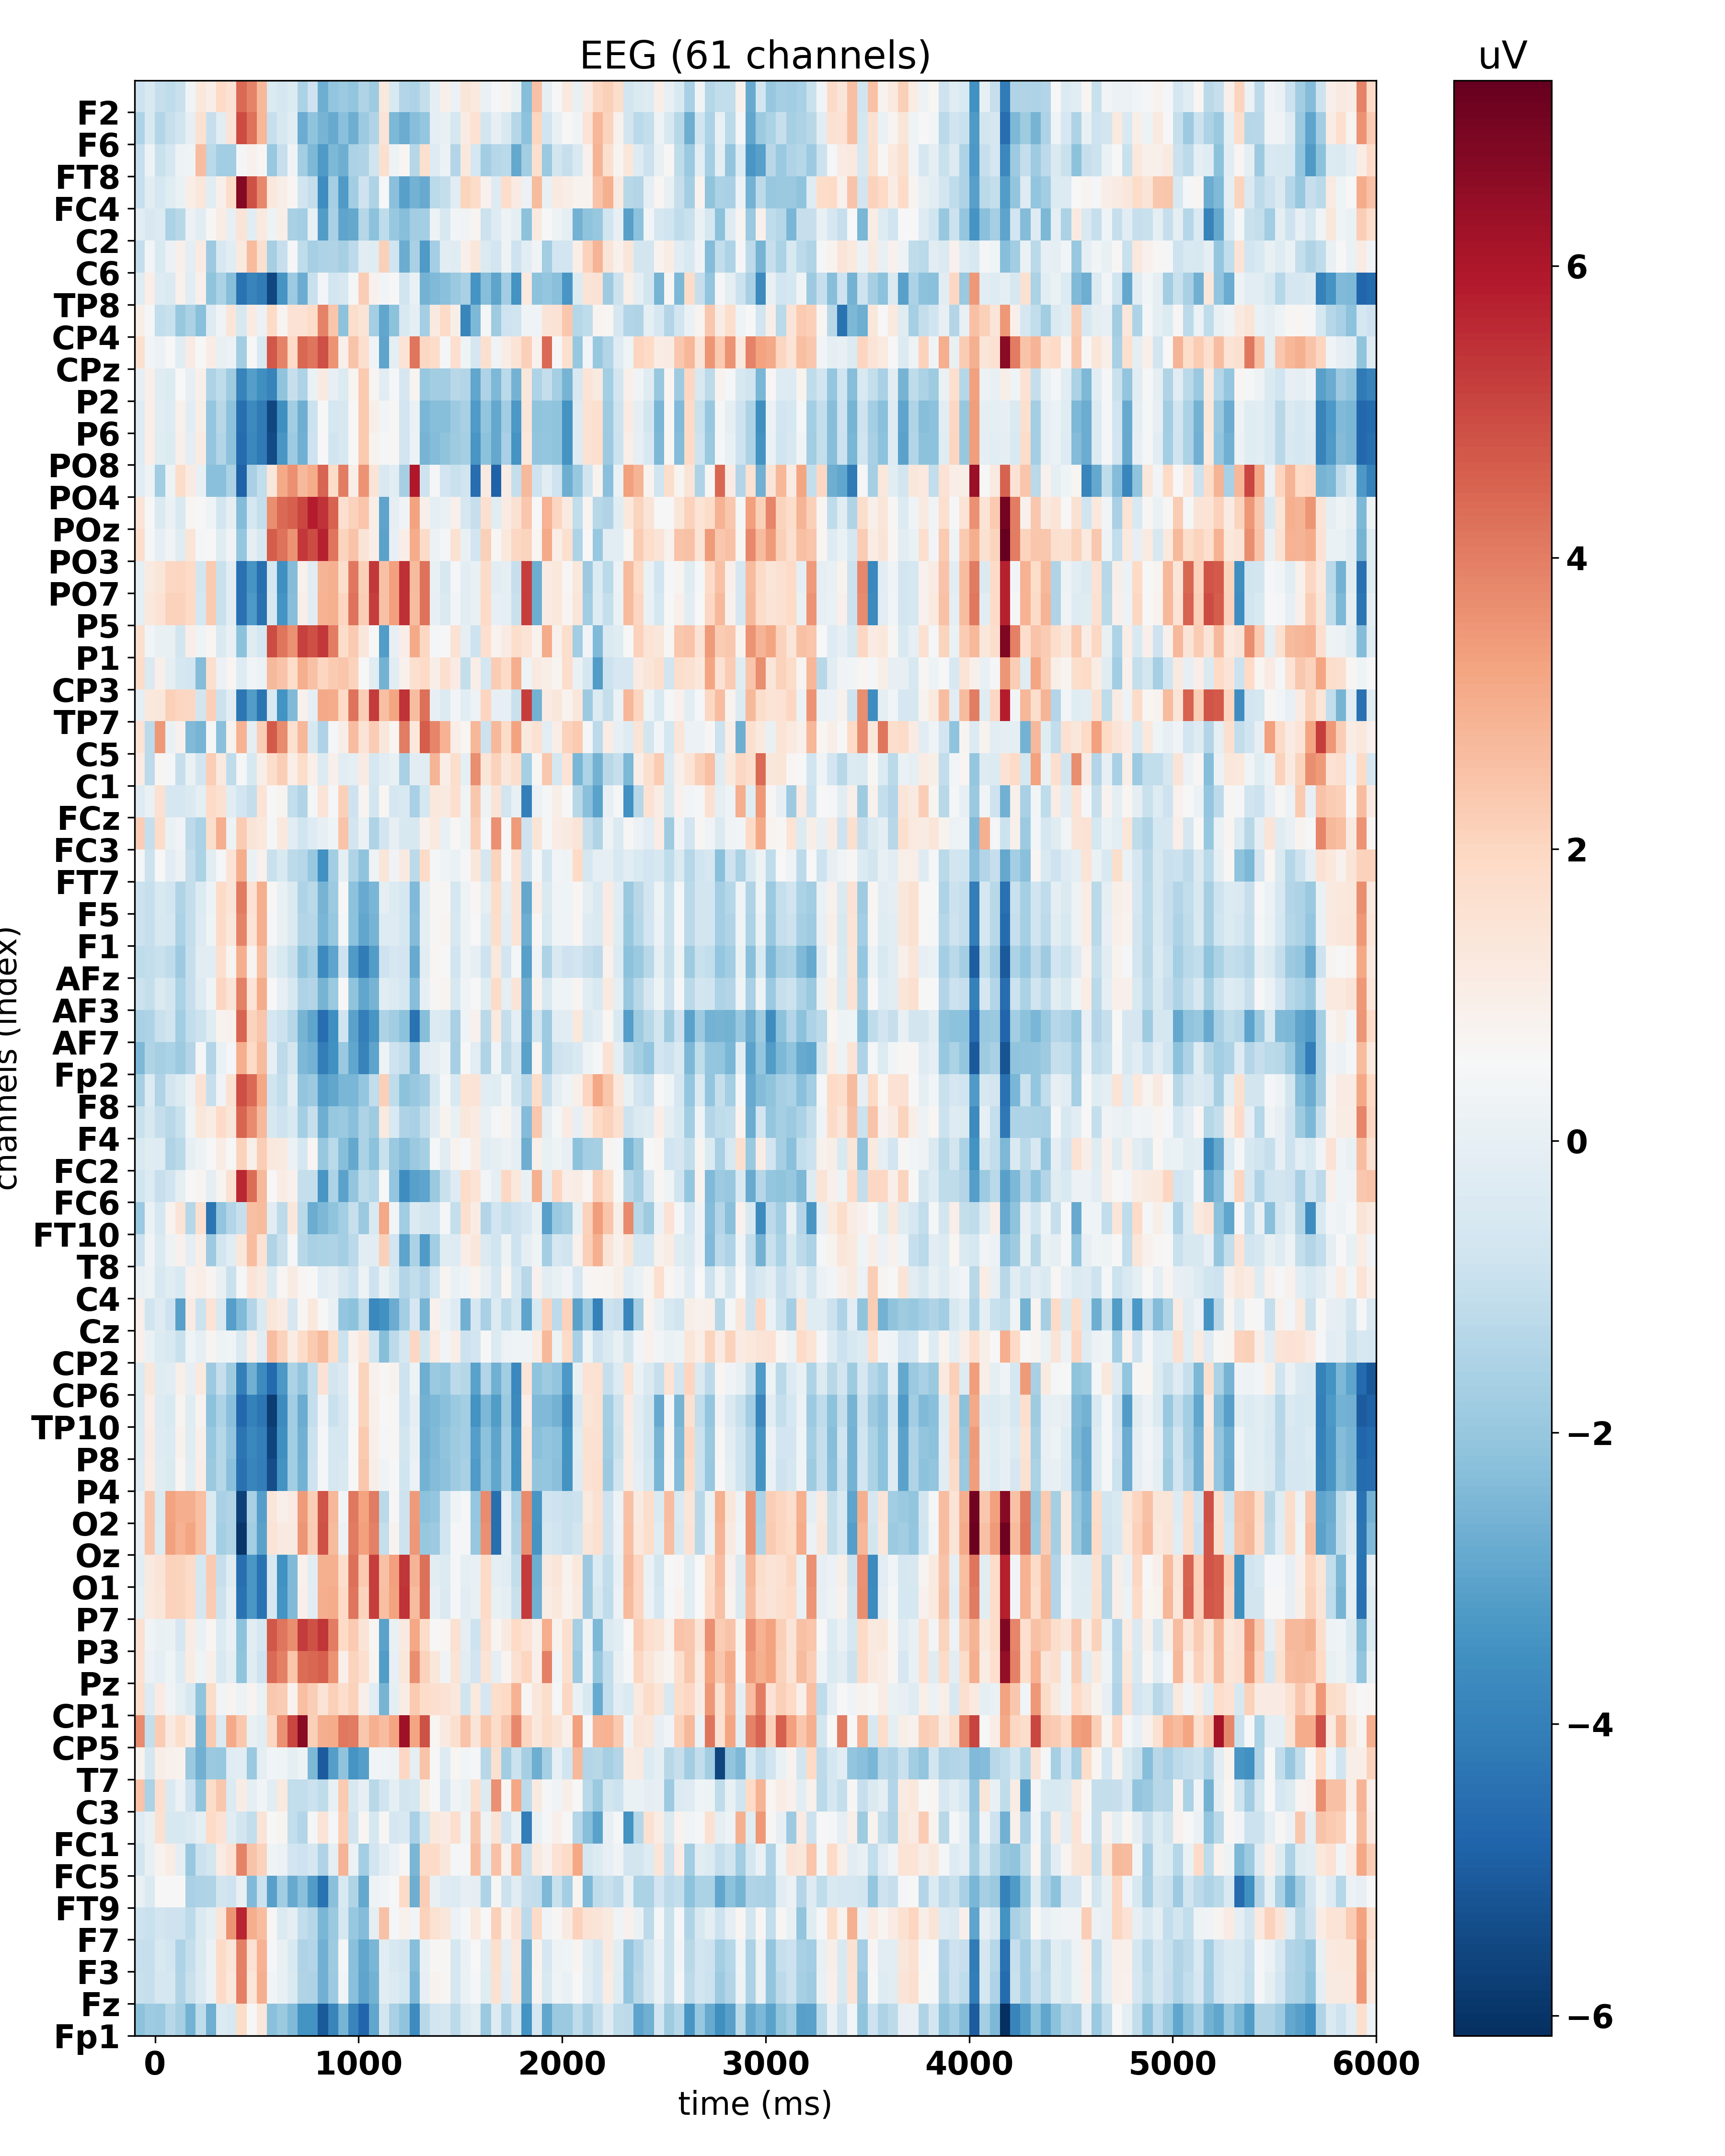 EEG (61 channels)
uV
F2
F6
FT8
FC4
C2
C6
TP8
CP4
CPz
P2
P6
PO8
PO4
POz
PO3
PO7
P5
P1
CP3
TP7
C5
C1
FCz
FC3
FT7
F5
F1
AFz
AF3
AF7
Fp2
F8
F4
FC2
FC6
FT10
T8
C4
Cz
CP2
CP6
TP10
P8
P4
O2
Oz
O1
P7
P3
Pz
CP1
CP5
T7
C3
FC1
FC5
FT9
F7
F3
Fz
Fp1
channels (index)
0 1000 2000 3000 4000 5000 6000
time (ms)
6
4
2
0
−2
−4
−6